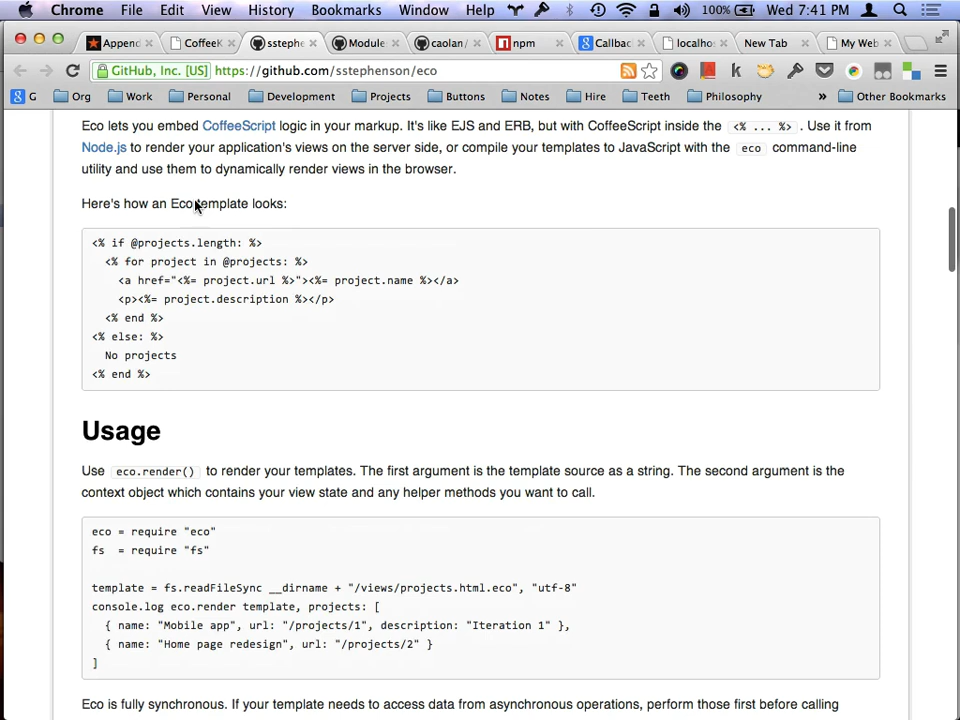 Chrome File Edit View History Bookmarks Window Help 100% Wed 7:41 PM
Append CoffeeK sstephe Module caolan / npm Callbac localho New Tab My Web
GitHub, Inc. [US] https://github.com/sstephenson/eco
G Org Work Personal Development Projects Buttons Notes Hire Teeth Philosophy » Other Bookmarks
Eco lets you embed CoffeeScript logic in your markup. It's like EJS and ERB, but with CoffeeScript inside the <% ... %> . Use it from
Node.js to render your application's views on the server side, or compile your templates to JavaScript with the eco command-line
utility and use them to dynamically render views in the browser.
Here's how an Eco template looks:
<% if @projects.length: %>
<% for project in @projects: %>
<a href="<%= project.url %>"><%= project.name %></a>
<p><%= project.description %></p>
<% end %>
<% else: %>
No projects
<% end %>
Usage
Use eco.render() to render your templates. The first argument is the template source as a string. The second argument is the
context object which contains your view state and any helper methods you want to call.
eco = require "eco"
fs = require "fs"
template = fs.readFileSync __dirname + "/views/projects.html.eco", "utf-8"
console.log eco.render template, projects: [
{ name: "Mobile app", url: "/projects/1", description: "Iteration 1" },
{ name: "Home page redesign", url: "/projects/2" }
]
Eco is fully synchronous. If your template needs to access data from asynchronous operations, perform those first before calling